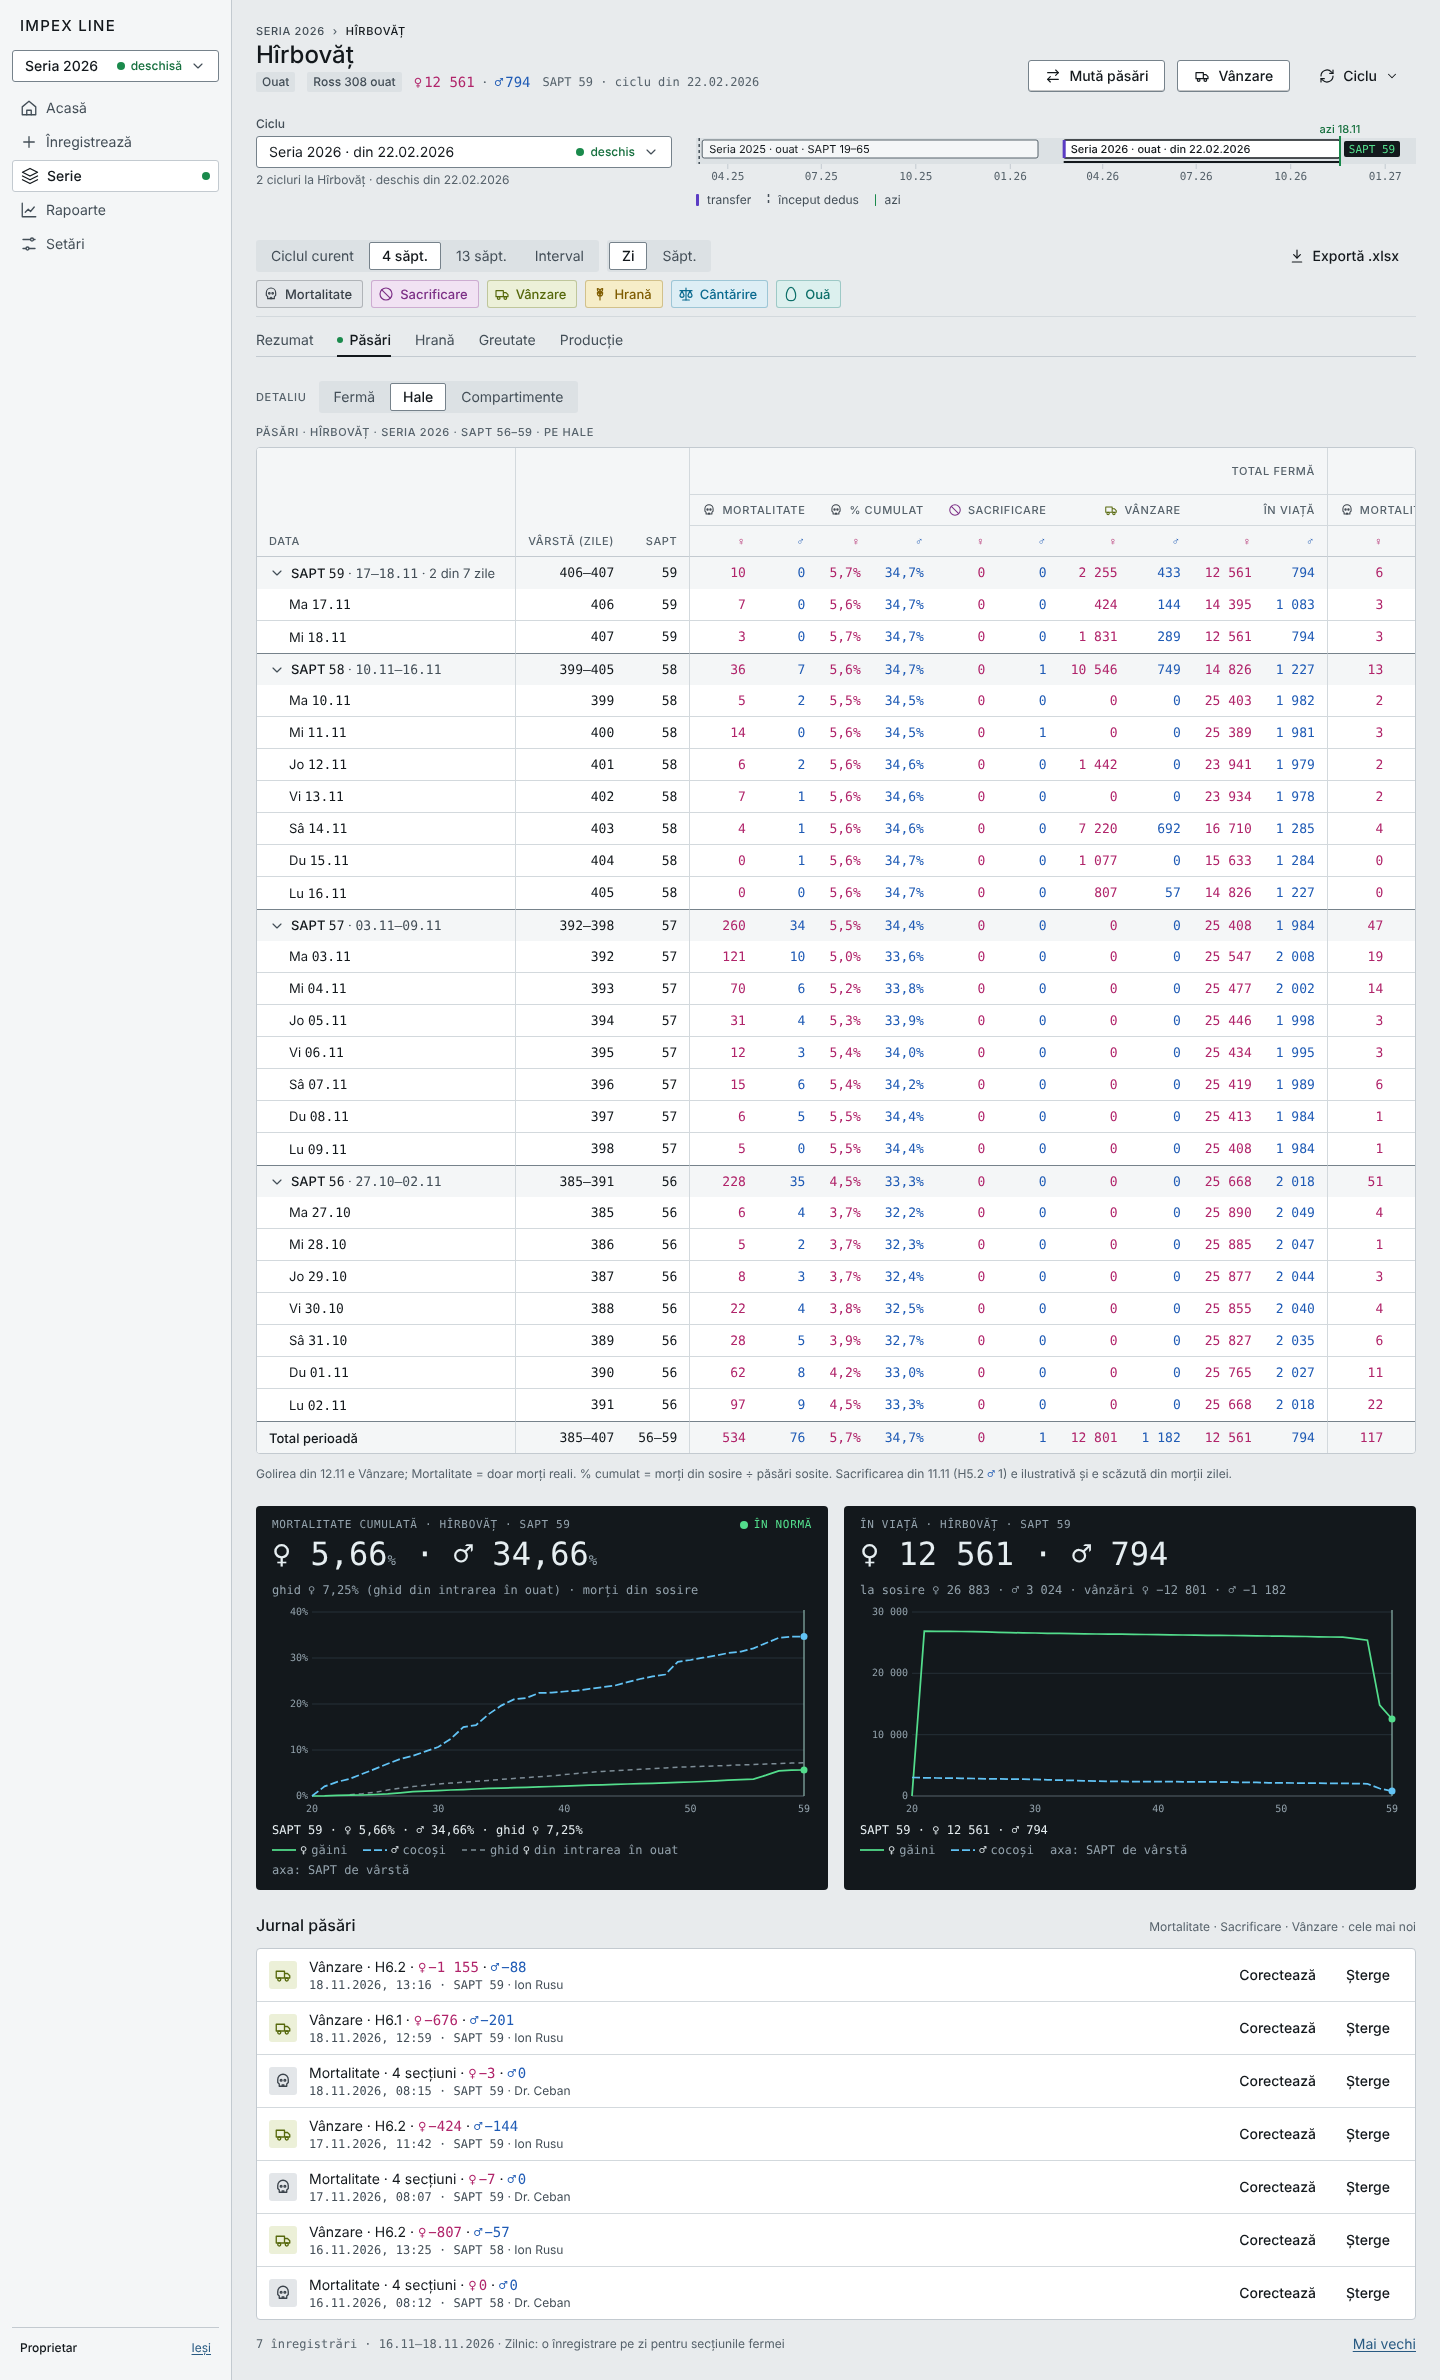 IMPEX LINE
Seria 2026 deschisă
Acasă
Înregistrează
Serie
Rapoarte
Setări
Proprietar Ieși
SERIA 2026 › HÎRBOVĂȚ
Hîrbovăț
Ouat Ross 308 ouat ♀12 561 · ♂794 SAPT 59 · ciclu din 22.02.2026
Mută păsări Vânzare Ciclu
Ciclu
Seria 2026 · din 22.02.2026 deschis
2 cicluri la Hîrbovăț · deschis din 22.02.2026
azi 18.11
Seria 2025 · ouat · SAPT 19–65 Seria 2026 · ouat · din 22.02.2026 SAPT 59
04.25 07.25 10.25 01.26 04.26 07.26 10.26 01.27
transfer început dedus azi
Ciclul curent 4 săpt. 13 săpt. Interval Zi Săpt. Exportă .xlsx
Mortalitate Sacrificare Vânzare Hrană Cântărire Ouă
Rezumat Păsări Hrană Greutate Producție
DETALIU Fermă Hale Compartimente
PĂSĂRI · HÎRBOVĂȚ · SERIA 2026 · SAPT 56–59 · PE HALE
TOTAL FERMĂ
MORTALITATE % CUMULAT SACRIFICARE VÂNZARE ÎN VIAȚĂ MORTALIT
DATA VÂRSTĂ (ZILE) SAPT ♀ ♂ ♀ ♂ ♀ ♂ ♀ ♂ ♀ ♂ ♀
SAPT 59 · 17–18.11 · 2 din 7 zile 406–407 59 10 0 5,7% 34,7% 0 0 2 255 433 12 561 794 6
Ma 17.11 406 59 7 0 5,6% 34,7% 0 0 424 144 14 395 1 083 3
Mi 18.11 407 59 3 0 5,7% 34,7% 0 0 1 831 289 12 561 794 3
SAPT 58 · 10.11–16.11 399–405 58 36 7 5,6% 34,7% 0 1 10 546 749 14 826 1 227 13
Ma 10.11 399 58 5 2 5,5% 34,5% 0 0 0 0 25 403 1 982 2
Mi 11.11 400 58 14 0 5,6% 34,5% 0 1 0 0 25 389 1 981 3
Jo 12.11 401 58 6 2 5,6% 34,6% 0 0 1 442 0 23 941 1 979 2
Vi 13.11 402 58 7 1 5,6% 34,6% 0 0 0 0 23 934 1 978 2
Sâ 14.11 403 58 4 1 5,6% 34,6% 0 0 7 220 692 16 710 1 285 4
Du 15.11 404 58 0 1 5,6% 34,7% 0 0 1 077 0 15 633 1 284 0
Lu 16.11 405 58 0 0 5,6% 34,7% 0 0 807 57 14 826 1 227 0
SAPT 57 · 03.11–09.11 392–398 57 260 34 5,5% 34,4% 0 0 0 0 25 408 1 984 47
Ma 03.11 392 57 121 10 5,0% 33,6% 0 0 0 0 25 547 2 008 19
Mi 04.11 393 57 70 6 5,2% 33,8% 0 0 0 0 25 477 2 002 14
Jo 05.11 394 57 31 4 5,3% 33,9% 0 0 0 0 25 446 1 998 3
Vi 06.11 395 57 12 3 5,4% 34,0% 0 0 0 0 25 434 1 995 3
Sâ 07.11 396 57 15 6 5,4% 34,2% 0 0 0 0 25 419 1 989 6
Du 08.11 397 57 6 5 5,5% 34,4% 0 0 0 0 25 413 1 984 1
Lu 09.11 398 57 5 0 5,5% 34,4% 0 0 0 0 25 408 1 984 1
SAPT 56 · 27.10–02.11 385–391 56 228 35 4,5% 33,3% 0 0 0 0 25 668 2 018 51
Ma 27.10 385 56 6 4 3,7% 32,2% 0 0 0 0 25 890 2 049 4
Mi 28.10 386 56 5 2 3,7% 32,3% 0 0 0 0 25 885 2 047 1
Jo 29.10 387 56 8 3 3,7% 32,4% 0 0 0 0 25 877 2 044 3
Vi 30.10 388 56 22 4 3,8% 32,5% 0 0 0 0 25 855 2 040 4
Sâ 31.10 389 56 28 5 3,9% 32,7% 0 0 0 0 25 827 2 035 6
Du 01.11 390 56 62 8 4,2% 33,0% 0 0 0 0 25 765 2 027 11
Lu 02.11 391 56 97 9 4,5% 33,3% 0 0 0 0 25 668 2 018 22
Total perioadă 385–407 56–59 534 76 5,7% 34,7% 0 1 12 801 1 182 12 561 794 117
Golirea din 12.11 e Vânzare; Mortalitate = doar morți reali. % cumulat = morți din sosire ÷ păsări sosite. Sacrificarea din 11.11 (H5.2 ♂1) e ilustrativă și e scăzută din morții zilei.
MORTALITATE CUMULATĂ · HÎRBOVĂȚ · SAPT 59 ÎN NORMĂ
♀ 5,66% · ♂ 34,66%
ghid ♀ 7,25% (ghid din intrarea în ouat) · morți din sosire
40%
30%
20%
10%
0%
20 30 40 50 59
SAPT 59 · ♀ 5,66% · ♂ 34,66% · ghid ♀ 7,25%
♀ găini ♂ cocoși ghid ♀ din intrarea în ouat
axa: SAPT de vârstă
ÎN VIAȚĂ · HÎRBOVĂȚ · SAPT 59
♀ 12 561 · ♂ 794
la sosire ♀ 26 883 · ♂ 3 024 · vânzări ♀ −12 801 · ♂ −1 182
30 000
20 000
10 000
0
20 30 40 50 59
SAPT 59 · ♀ 12 561 · ♂ 794
♀ găini ♂ cocoși axa: SAPT de vârstă
Jurnal păsări Mortalitate · Sacrificare · Vânzare · cele mai noi
Vânzare · H6.2 · ♀−1 155 · ♂−88
18.11.2026, 13:16 · SAPT 59 · Ion Rusu
Corectează Șterge
Vânzare · H6.1 · ♀−676 · ♂−201
18.11.2026, 12:59 · SAPT 59 · Ion Rusu
Corectează Șterge
Mortalitate · 4 secțiuni · ♀−3 · ♂0
18.11.2026, 08:15 · SAPT 59 · Dr. Ceban
Corectează Șterge
Vânzare · H6.2 · ♀−424 · ♂−144
17.11.2026, 11:42 · SAPT 59 · Ion Rusu
Corectează Șterge
Mortalitate · 4 secțiuni · ♀−7 · ♂0
17.11.2026, 08:07 · SAPT 59 · Dr. Ceban
Corectează Șterge
Vânzare · H6.2 · ♀−807 · ♂−57
16.11.2026, 13:25 · SAPT 58 · Ion Rusu
Corectează Șterge
Mortalitate · 4 secțiuni · ♀0 · ♂0
16.11.2026, 08:12 · SAPT 58 · Dr. Ceban
Corectează Șterge
7 înregistrări · 16.11–18.11.2026 · Zilnic: o înregistrare pe zi pentru secțiunile fermei Mai vechi